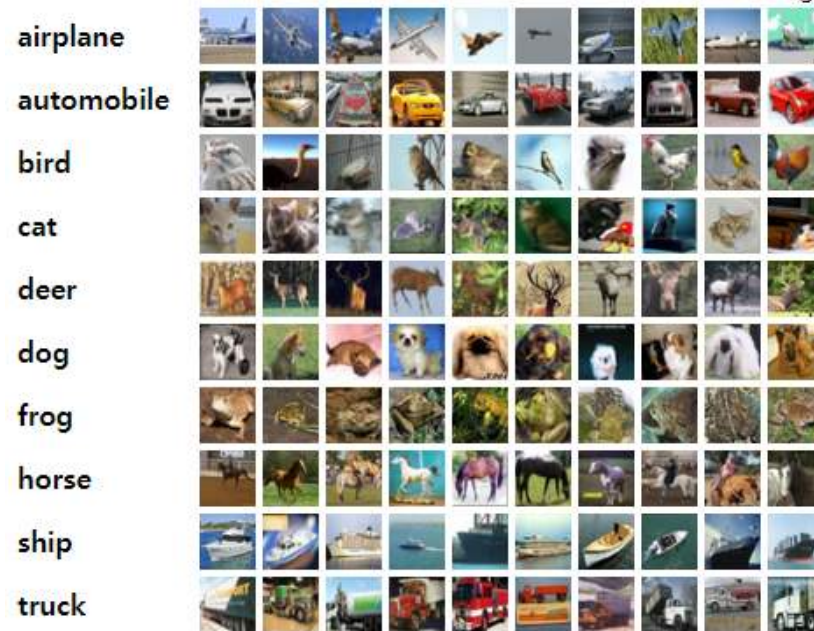 airplane
automobile
bird
cat
deer
dog
frog
horse
ship
truck